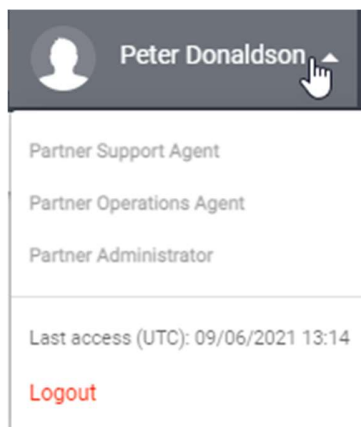 Peter Donaldson
Partner Support Agent
Partner Operations Agent
Partner Administrator
Last access (UTC): 09/06/2021 13:14
Logout